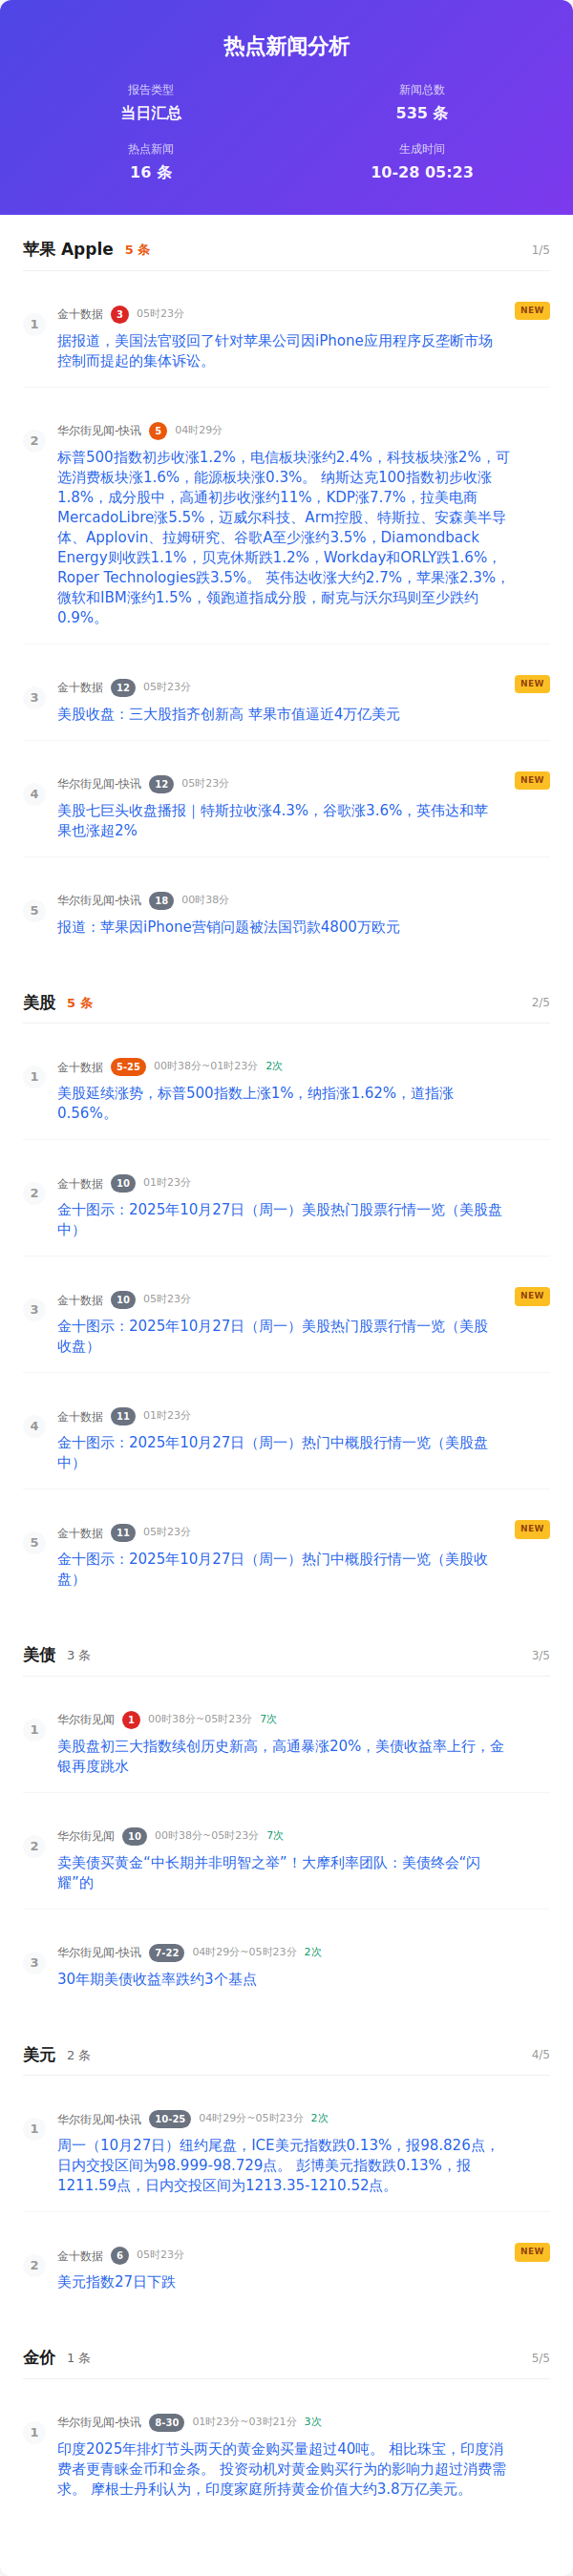 热点新闻分析
报告类型
新闻总数
当日汇总
535 条
热点新闻
生成时间
16 条
10-28 05:23
苹果 Apple 5 条 1/5
1 金十数据 3 05时23分 NEW
据报道，美国法官驳回了针对苹果公司因iPhone应用程序反垄断市场
控制而提起的集体诉讼。
2 华尔街见闻-快讯 5 04时29分
标普500指数初步收涨1.2%，电信板块涨约2.4%，科技板块涨2%，可
选消费板块涨1.6%，能源板块涨0.3%。 纳斯达克100指数初步收涨
1.8%，成分股中，高通初步收涨约11%，KDP涨7.7%，拉美电商
MercadoLibre涨5.5%，迈威尔科技、Arm控股、特斯拉、安森美半导
体、Applovin、拉姆研究、谷歌A至少涨约3.5%，Diamondback
Energy则收跌1.1%，贝克休斯跌1.2%，Workday和ORLY跌1.6%，
Roper Technologies跌3.5%。 英伟达收涨大约2.7%，苹果涨2.3%，
微软和IBM涨约1.5%，领跑道指成分股，耐克与沃尔玛则至少跌约
0.9%。
3 金十数据 12 05时23分 NEW
美股收盘：三大股指齐创新高 苹果市值逼近4万亿美元
4 华尔街见闻-快讯 12 05时23分 NEW
美股七巨头收盘播报｜特斯拉收涨4.3%，谷歌涨3.6%，英伟达和苹
果也涨超2%
5 华尔街见闻-快讯 18 00时38分
报道：苹果因iPhone营销问题被法国罚款4800万欧元
美股 5 条 2/5
1 金十数据 5-25 00时38分~01时23分 2次
美股延续涨势，标普500指数上涨1%，纳指涨1.62%，道指涨
0.56%。
2 金十数据 10 01时23分
金十图示：2025年10月27日（周一）美股热门股票行情一览（美股盘
中）
3 金十数据 10 05时23分 NEW
金十图示：2025年10月27日（周一）美股热门股票行情一览（美股
收盘）
4 金十数据 11 01时23分
金十图示：2025年10月27日（周一）热门中概股行情一览（美股盘
中）
5 金十数据 11 05时23分 NEW
金十图示：2025年10月27日（周一）热门中概股行情一览（美股收
盘）
美债 3 条 3/5
1 华尔街见闻 1 00时38分~05时23分 7次
美股盘初三大指数续创历史新高，高通暴涨20%，美债收益率上行，金
银再度跳水
2 华尔街见闻 10 00时38分~05时23分 7次
卖美债买黄金“中长期并非明智之举”！大摩利率团队：美债终会“闪
耀”的
3 华尔街见闻-快讯 7-22 04时29分~05时23分 2次
30年期美债收益率跌约3个基点
美元 2 条 4/5
1 华尔街见闻-快讯 10-25 04时29分~05时23分 2次
周一（10月27日）纽约尾盘，ICE美元指数跌0.13%，报98.826点，
日内交投区间为98.999-98.729点。 彭博美元指数跌0.13%，报
1211.59点，日内交投区间为1213.35-1210.52点。
2 金十数据 6 05时23分 NEW
美元指数27日下跌
金价 1 条 5/5
1 华尔街见闻-快讯 8-30 01时23分~03时21分 3次
印度2025年排灯节头两天的黄金购买量超过40吨。 相比珠宝，印度消
费者更青睐金币和金条。 投资动机对黄金购买行为的影响力超过消费需
求。 摩根士丹利认为，印度家庭所持黄金价值大约3.8万亿美元。